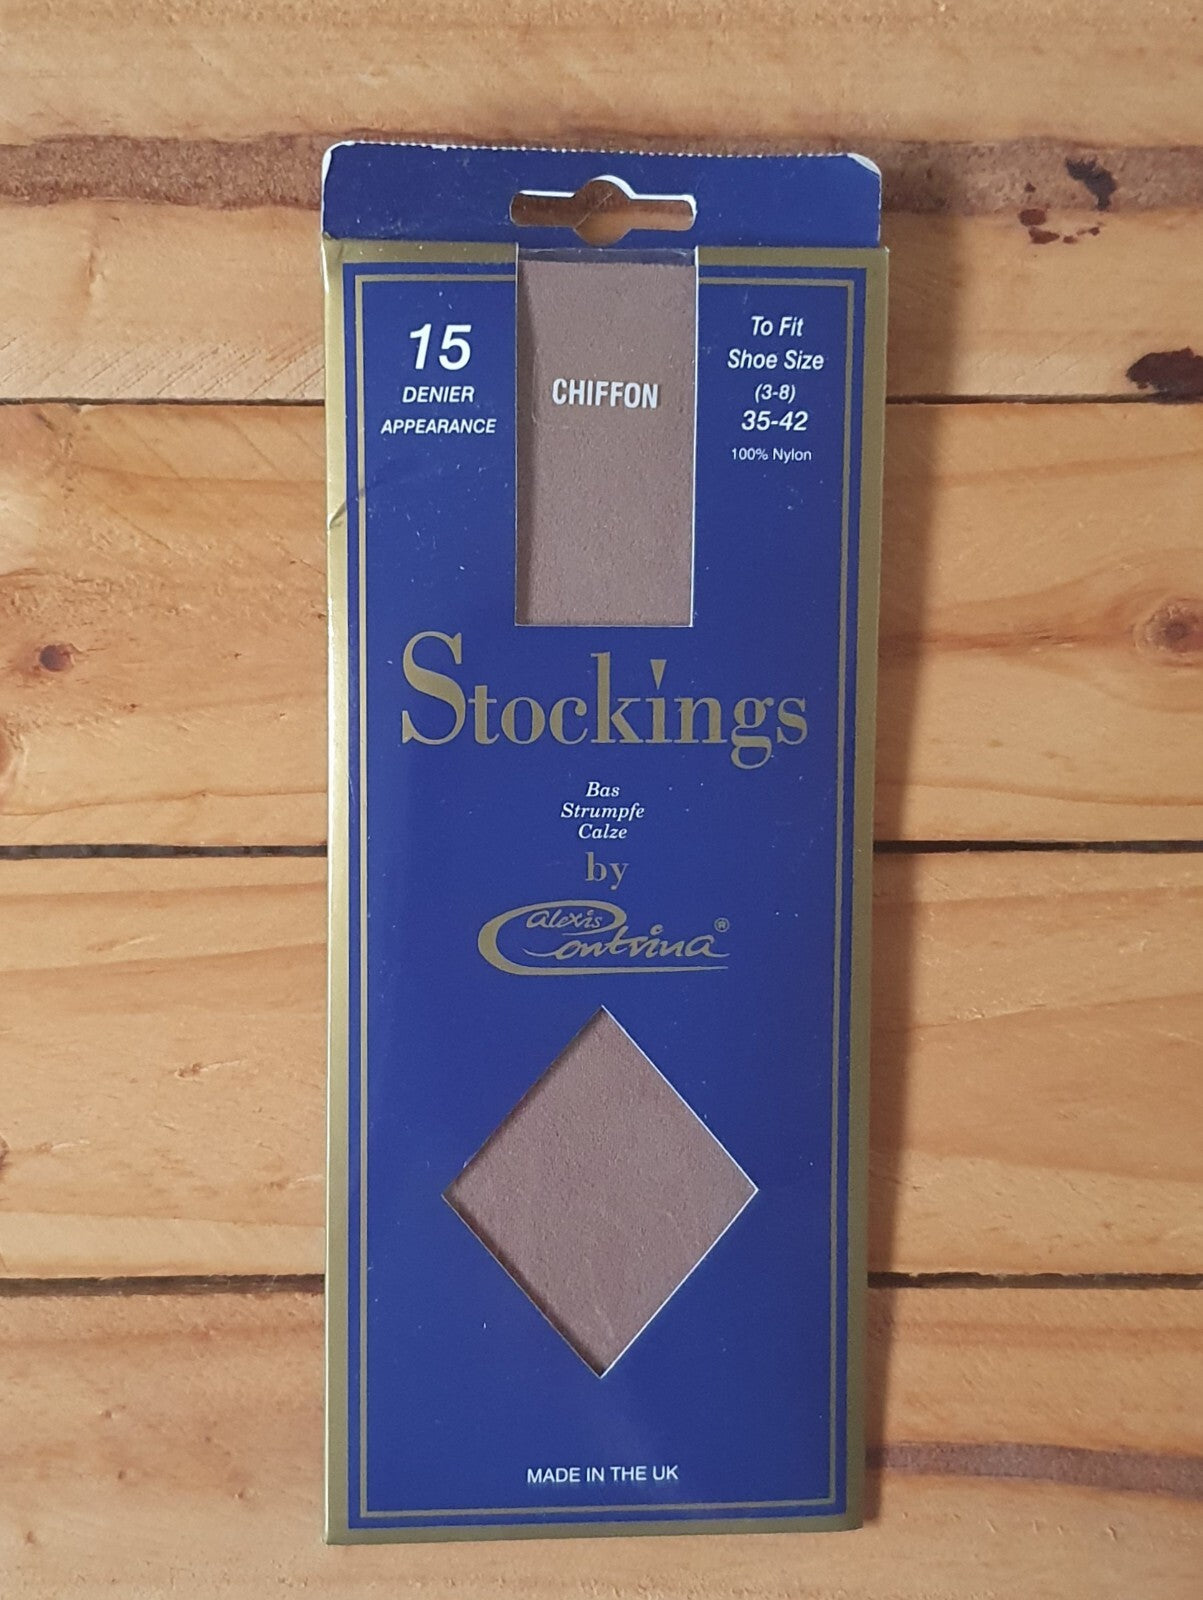 15
DENIER
APPEARANCE
CHIFFON
To Fit
Shoe Size
(3-8)
35-42
100% Nylon
Stockings
Bas
Strumpfe
Calze
by
Alexis
Contrina®
MADE IN THE UK